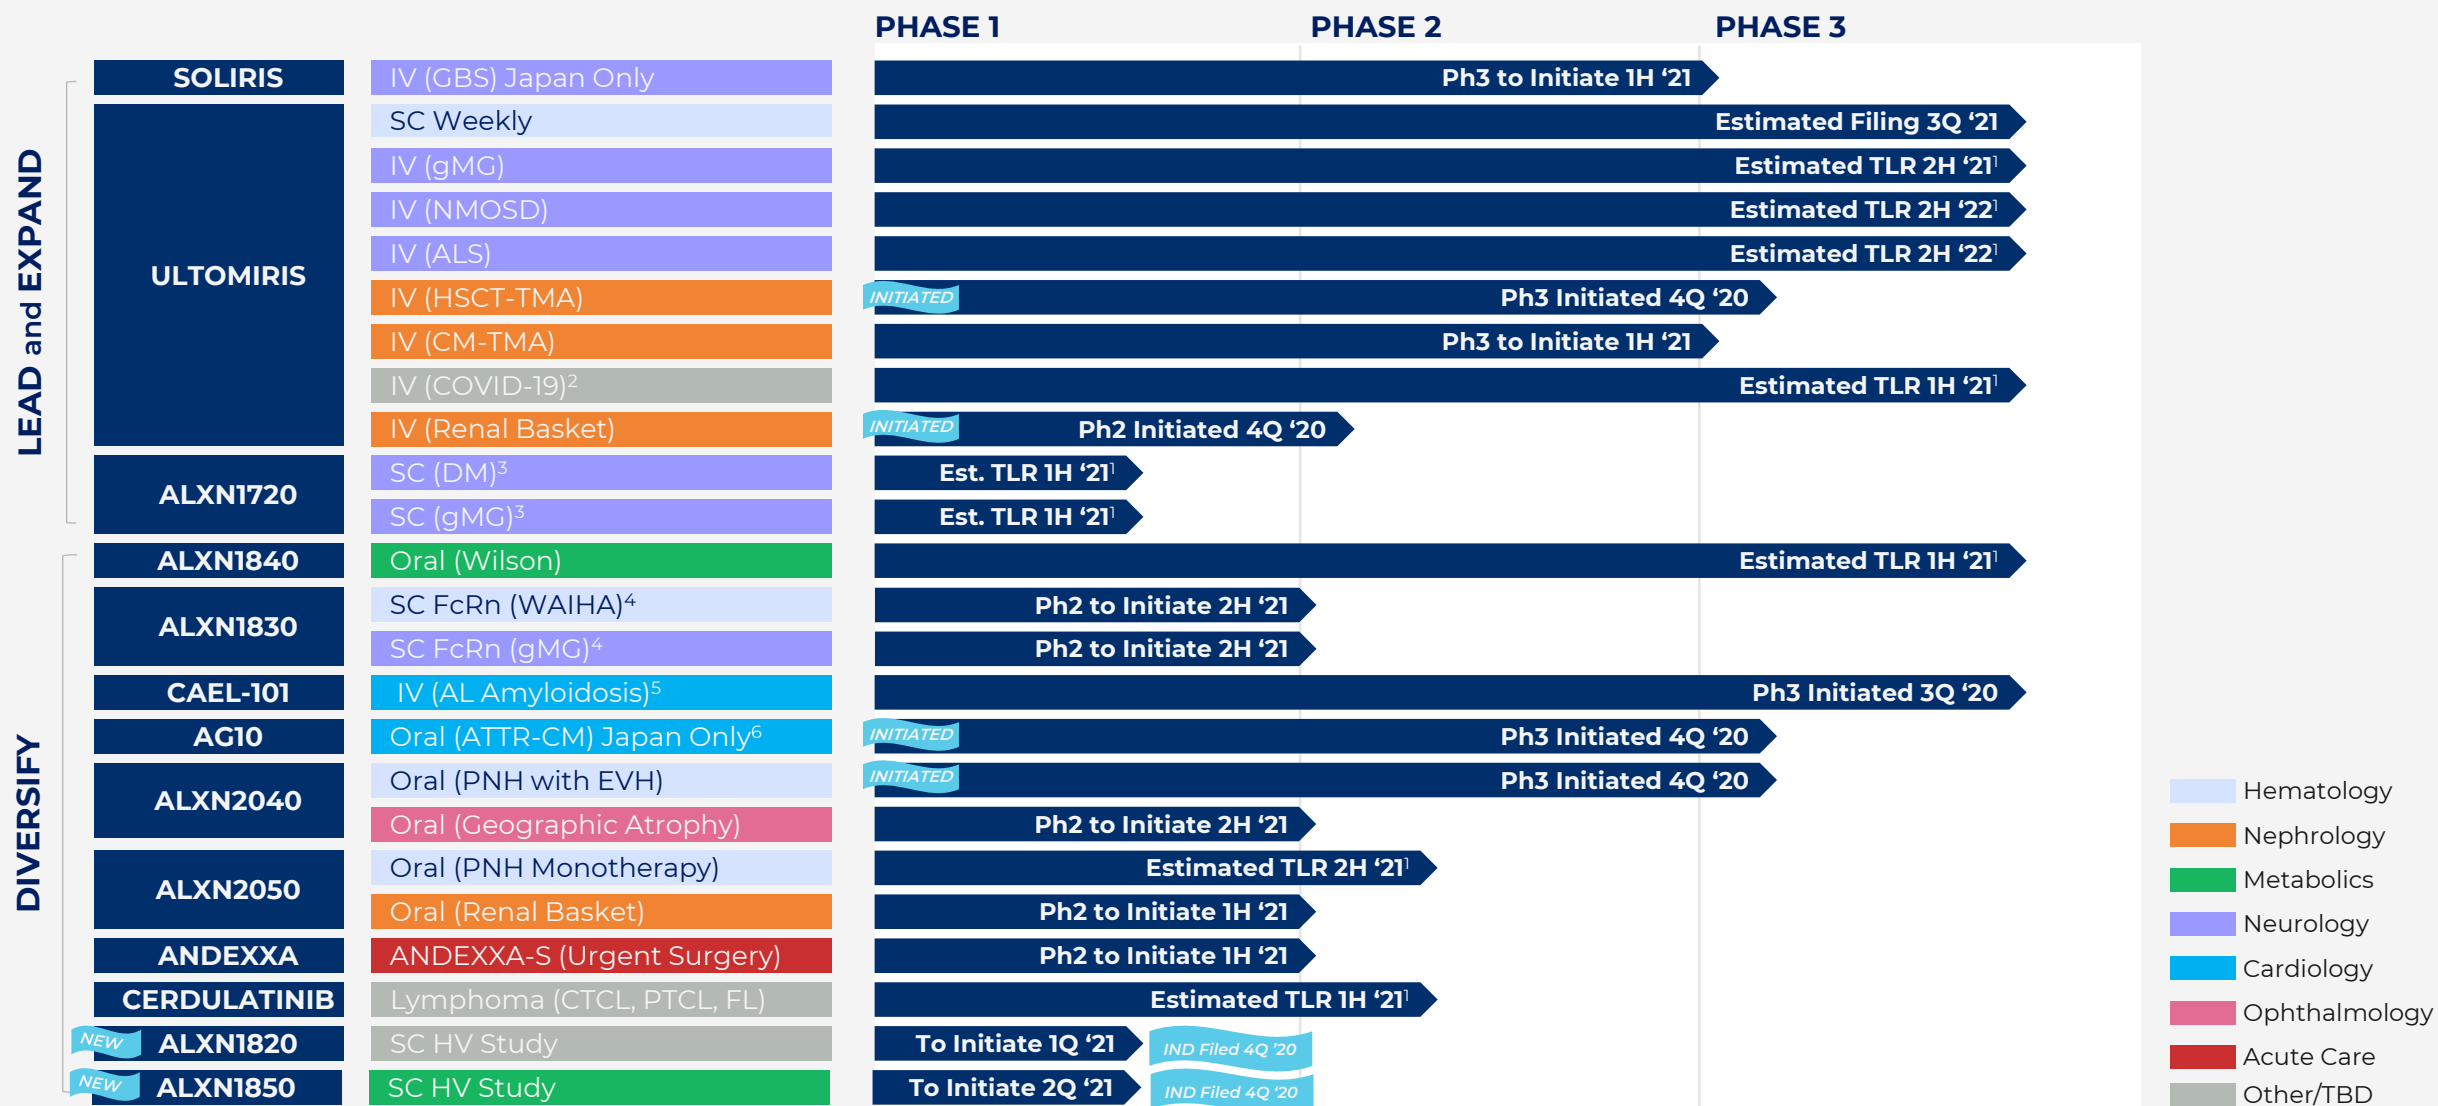 PHASE 1 PHASE 2 PHASE 3
LEAD and EXPAND
SOLIRIS IV (GBS) Japan Only Ph3 to Initiate 1H ‘21
ULTOMIRIS
SC Weekly Estimated Filing 3Q ‘21
IV (gMG) Estimated TLR 2H ‘21¹
IV (NMOSD) Estimated TLR 2H ‘22¹
IV (ALS) Estimated TLR 2H ‘22¹
IV (HSCT-TMA) INITIATED Ph3 Initiated 4Q ‘20
IV (CM-TMA) Ph3 to Initiate 1H ‘21
IV (COVID-19)² Estimated TLR 1H ‘21¹
IV (Renal Basket) INITIATED Ph2 Initiated 4Q ‘20
ALXN1720
SC (DM)³ Est. TLR 1H ‘21¹
SC (gMG)³ Est. TLR 1H ‘21¹
DIVERSIFY
ALXN1840 Oral (Wilson) Estimated TLR 1H ‘21¹
ALXN1830
SC FcRn (WAIHA)⁴ Ph2 to Initiate 2H ‘21
SC FcRn (gMG)⁴ Ph2 to Initiate 2H ‘21
CAEL-101 IV (AL Amyloidosis)⁵ Ph3 Initiated 3Q ‘20
AG10 Oral (ATTR-CM) Japan Only⁶ INITIATED Ph3 Initiated 4Q ‘20
ALXN2040
Oral (PNH with EVH) INITIATED Ph3 Initiated 4Q ‘20
Oral (Geographic Atrophy) Ph2 to Initiate 2H ‘21
ALXN2050
Oral (PNH Monotherapy) Estimated TLR 2H ‘21¹
Oral (Renal Basket) Ph2 to Initiate 1H ‘21
ANDEXXA ANDEXXA-S (Urgent Surgery) Ph2 to Initiate 1H ‘21
CERDULATINIB Lymphoma (CTCL, PTCL, FL) Estimated TLR 1H ‘21¹
NEW ALXN1820 SC HV Study To Initiate 1Q ‘21 IND Filed 4Q ’20
NEW ALXN1850 SC HV Study To Initiate 2Q ‘21 IND Filed 4Q ‘20
Hematology
Nephrology
Metabolics
Neurology
Cardiology
Ophthalmology
Acute Care
Other/TBD